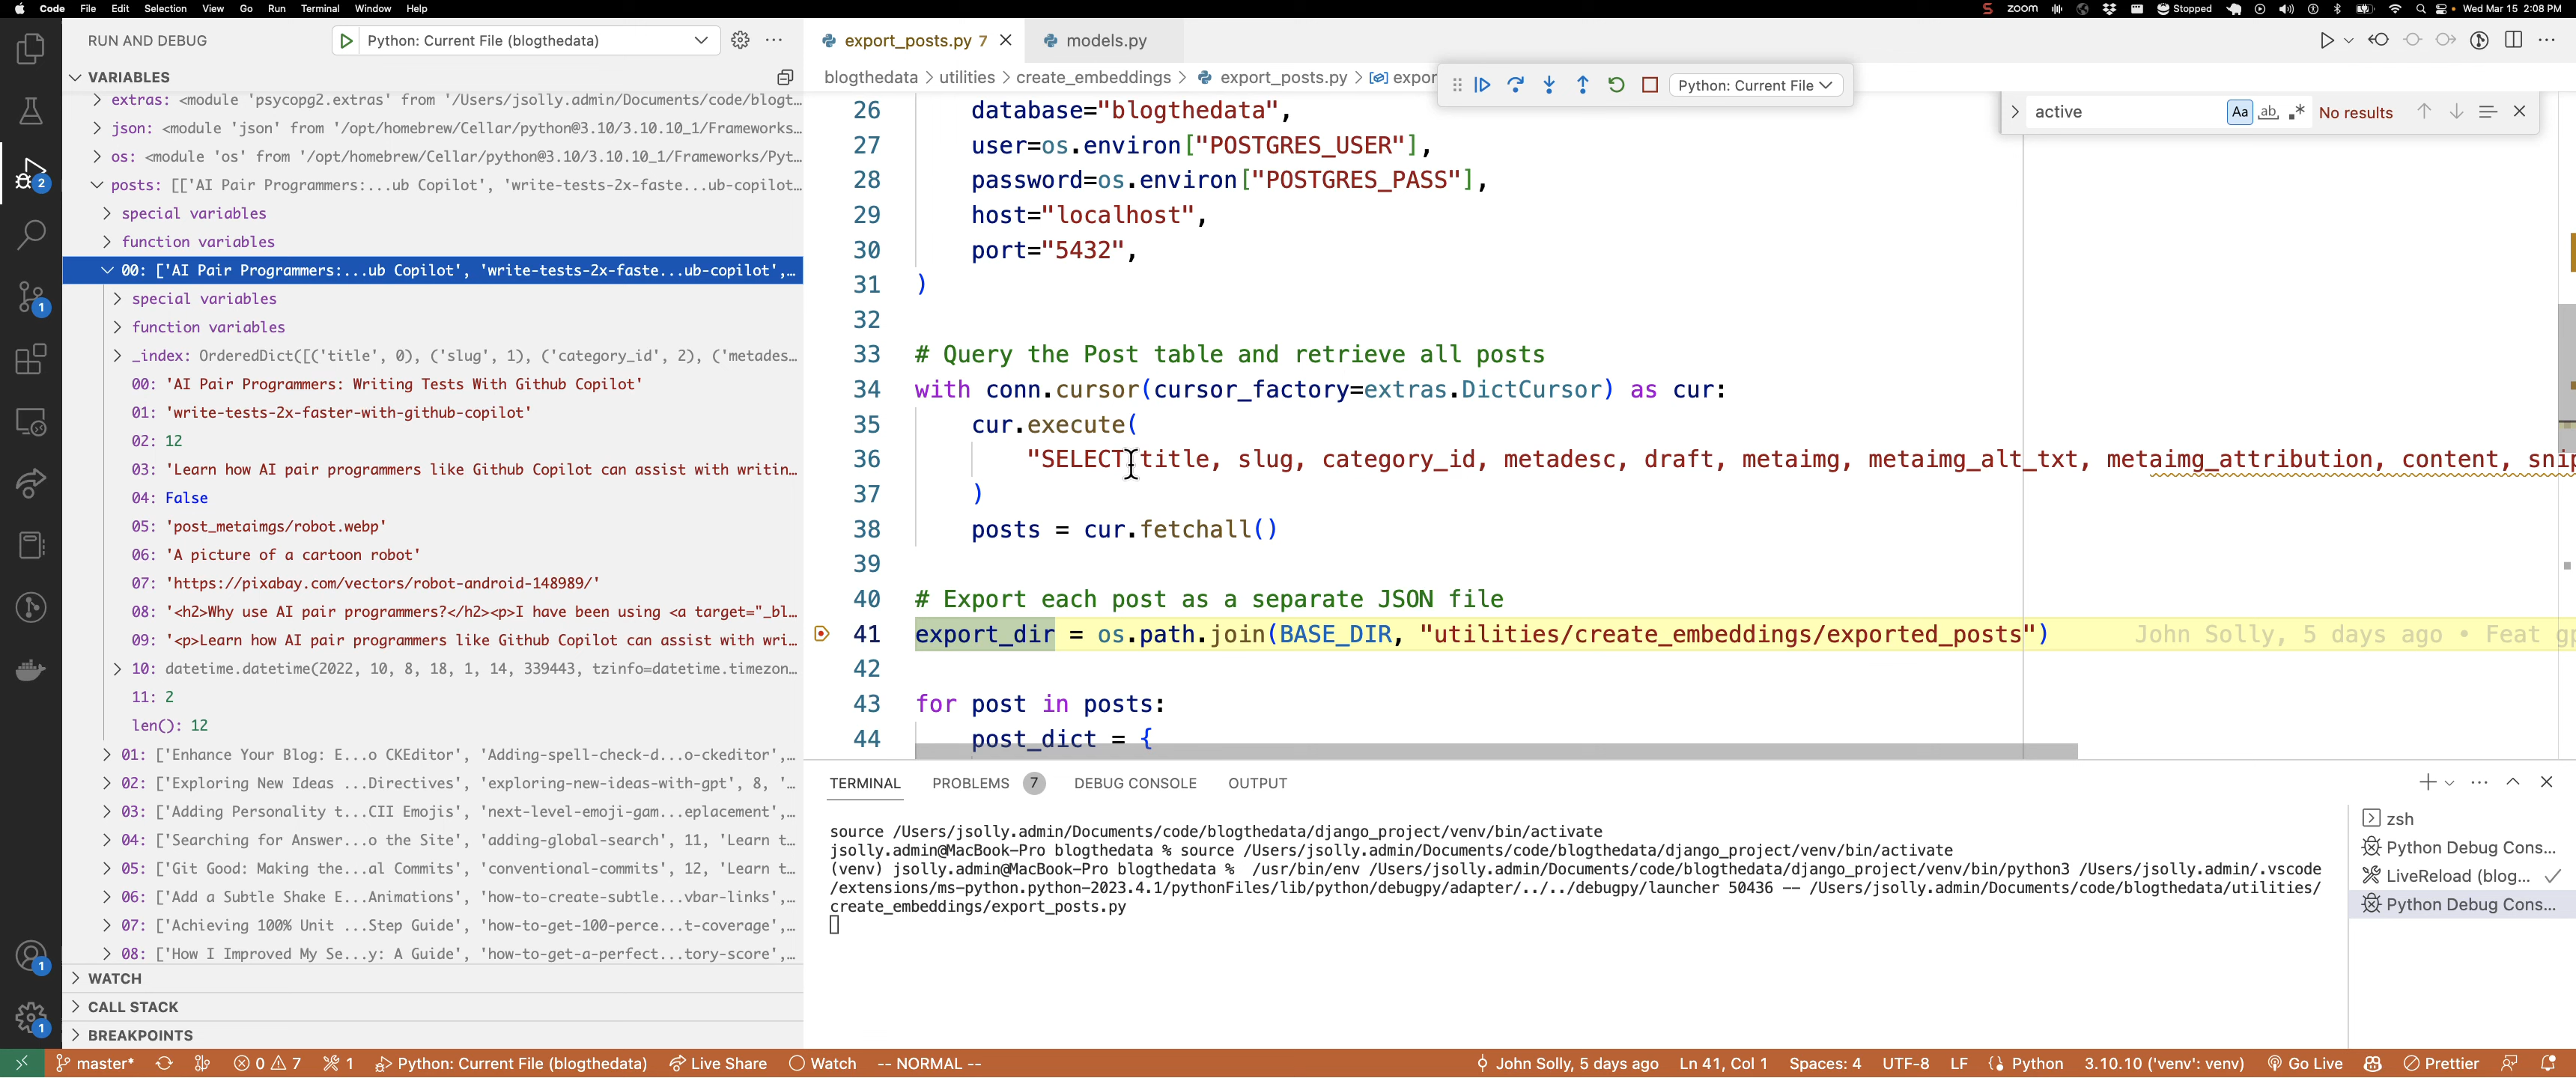 Code File Edit Selection View Go Run Terminal Window Help
zoom Stopped Wed Mar 15 2:08 PM
RUN AND DEBUG
Python: Current File (blogthedata)
VARIABLES
extras: <module 'psycopg2.extras' from '/Users/jsolly.admin/Documents/code/blogt...
json: <module 'json' from '/opt/homebrew/Cellar/python@3.10/3.10.10_1/Frameworks...
os: <module 'os' from '/opt/homebrew/Cellar/python@3.10/3.10.10_1/Frameworks/Pyt...
posts: [['AI Pair Programmers:...ub Copilot', 'write-tests-2x-faste...ub-copilot...
special variables
function variables
00: ['AI Pair Programmers:...ub Copilot', 'write-tests-2x-faste...ub-copilot',...
special variables
function variables
_index: OrderedDict([('title', 0), ('slug', 1), ('category_id', 2), ('metades...
00: 'AI Pair Programmers: Writing Tests With Github Copilot'
01: 'write-tests-2x-faster-with-github-copilot'
02: 12
03: 'Learn how AI pair programmers like Github Copilot can assist with writin...
04: False
05: 'post_metaimgs/robot.webp'
06: 'A picture of a cartoon robot'
07: 'https://pixabay.com/vectors/robot-android-148989/'
08: '<h2>Why use AI pair programmers?</h2><p>I have been using <a target="_bl...
09: '<p>Learn how AI pair programmers like Github Copilot can assist with wri...
10: datetime.datetime(2022, 10, 8, 18, 1, 14, 339443, tzinfo=datetime.timezon...
11: 2
len(): 12
01: ['Enhance Your Blog: E...o CKEditor', 'Adding-spell-check-d...o-ckeditor',...
02: ['Exploring New Ideas ...Directives', 'exploring-new-ideas-with-gpt', 8, '...
03: ['Adding Personality t...CII Emojis', 'next-level-emoji-gam...eplacement',...
04: ['Searching for Answer...o the Site', 'adding-global-search', 11, 'Learn t...
05: ['Git Good: Making the...al Commits', 'conventional-commits', 12, 'Learn t...
06: ['Add a Subtle Shake E...Animations', 'how-to-create-subtle...vbar-links',...
07: ['Achieving 100% Unit ...Step Guide', 'how-to-get-100-perce...t-coverage',...
08: ['How I Improved My Se...y: A Guide', 'how-to-get-a-perfect...tory-score',...
WATCH
CALL STACK
BREAKPOINTS
2
1
1
1
export_posts.py 7
models.py
blogthedata > utilities > create_embeddings > export_posts.py > expor
Python: Current File
active Aa ab, .* No results
26 database="blogthedata",
27 user=os.environ["POSTGRES_USER"],
28 password=os.environ["POSTGRES_PASS"],
29 host="localhost",
30 port="5432",
31 )
32
33 # Query the Post table and retrieve all posts
34 with conn.cursor(cursor_factory=extras.DictCursor) as cur:
35 cur.execute(
36 "SELECT title, slug, category_id, metadesc, draft, metaimg, metaimg_alt_txt, metaimg_attribution, content, snip
37 )
38 posts = cur.fetchall()
39
40 # Export each post as a separate JSON file
41 export_dir = os.path.join(BASE_DIR, "utilities/create_embeddings/exported_posts") John Solly, 5 days ago • Feat gp
42
43 for post in posts:
44 post_dict = {
TERMINAL PROBLEMS 7 DEBUG CONSOLE OUTPUT
source /Users/jsolly.admin/Documents/code/blogthedata/django_project/venv/bin/activate
jsolly.admin@MacBook-Pro blogthedata % source /Users/jsolly.admin/Documents/code/blogthedata/django_project/venv/bin/activate
(venv) jsolly.admin@MacBook-Pro blogthedata % /usr/bin/env /Users/jsolly.admin/Documents/code/blogthedata/django_project/venv/bin/python3 /Users/jsolly.admin/.vscode
/extensions/ms-python.python-2023.4.1/pythonFiles/lib/python/debugpy/adapter/../../debugpy/launcher 50436 -- /Users/jsolly.admin/Documents/code/blogthedata/utilities/
create_embeddings/export_posts.py
zsh
Python Debug Cons...
LiveReload (blog...
Python Debug Cons...
master* 0 7 1 Python: Current File (blogthedata) Live Share Watch -- NORMAL -- John Solly, 5 days ago Ln 41, Col 1 Spaces: 4 UTF-8 LF Python 3.10.10 ('venv': venv) Go Live Prettier